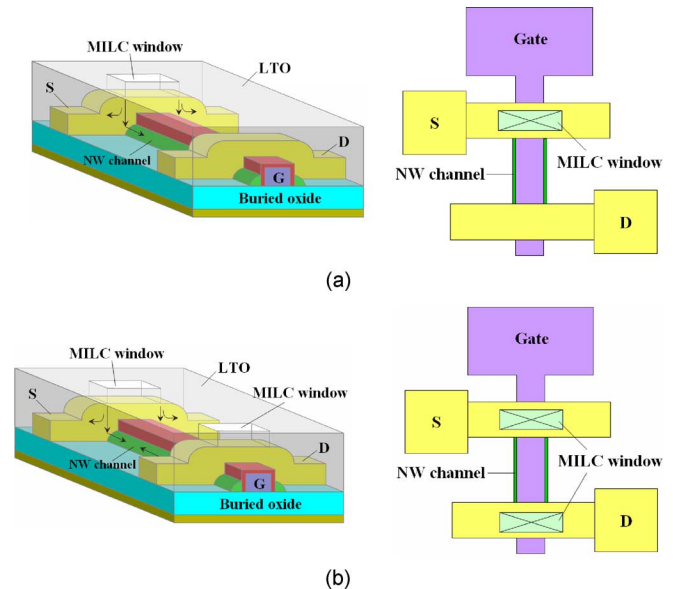 MILC window
LTO
S
D
NW channel
G
Buried oxide
Gate
S
MILC window
NW channel
D
(a)
MILC window
LTO
MILC window
S
D
NW channel
G
Buried oxide
Gate
S
NW channel
MILC window
D
(b)